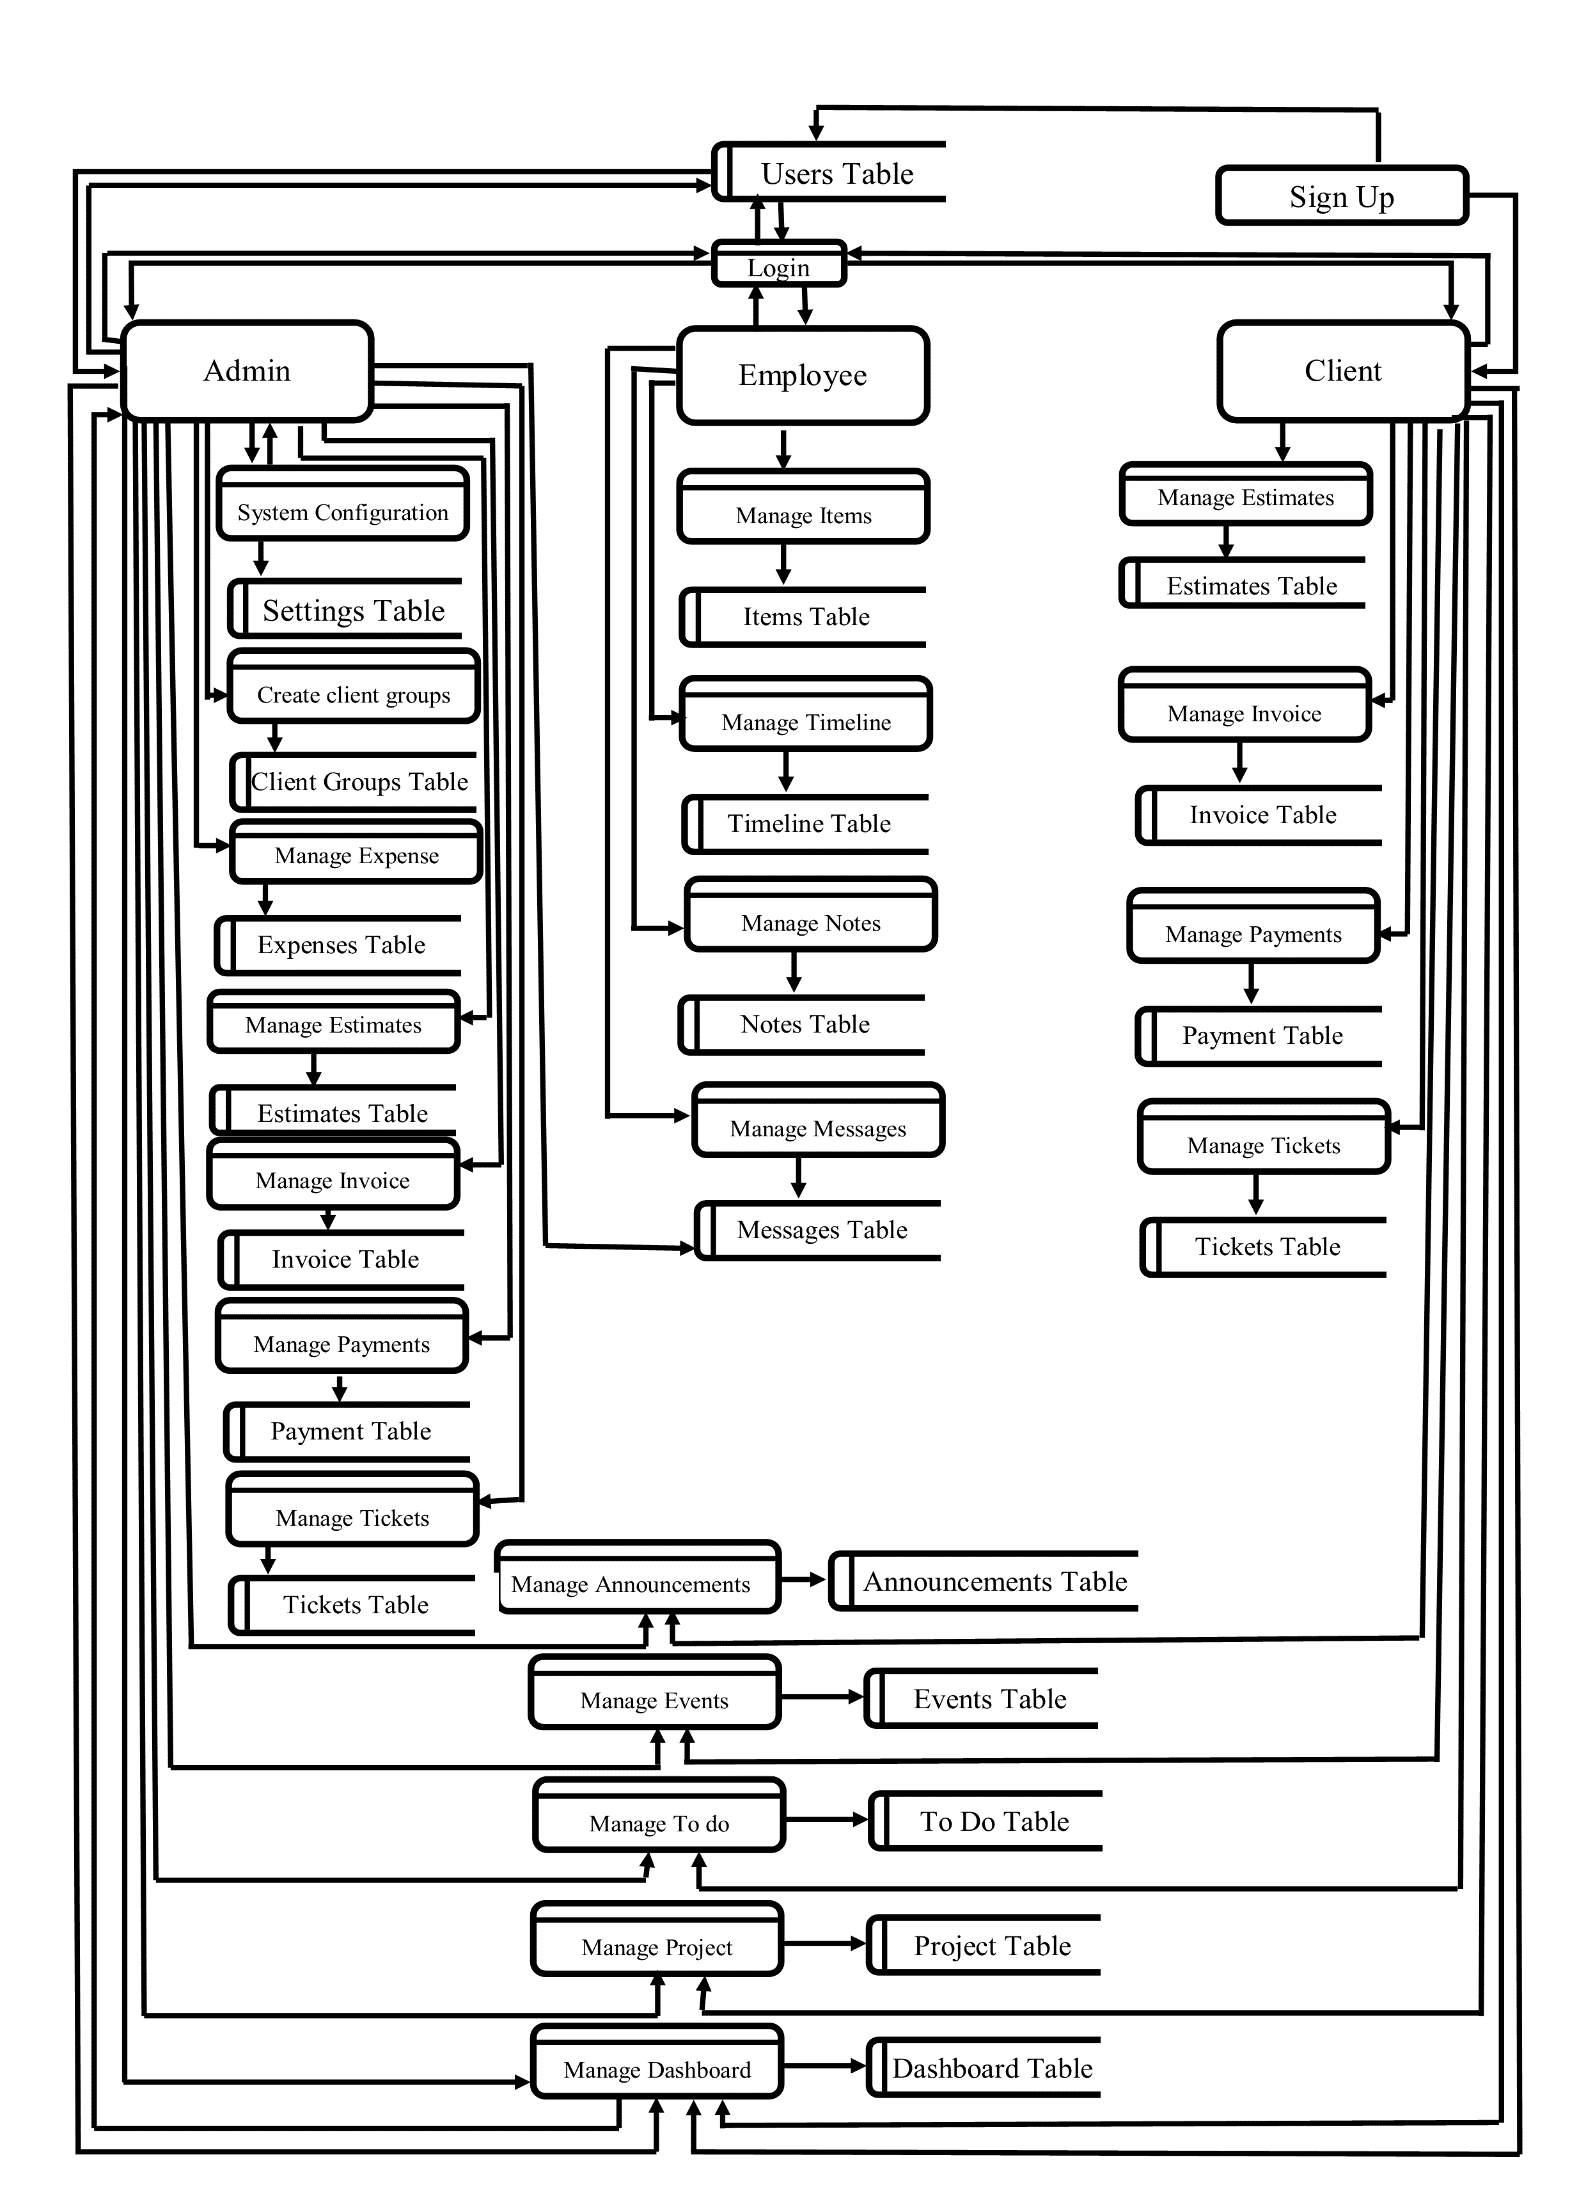 Users Table
Sign Up
Login
Admin
Employee
Client
System Configuration
Settings Table
Create client groups
Client Groups Table
Manage Expense
Expenses Table
Manage Estimates
Estimates Table
Manage Invoice
Invoice Table
Manage Payments
Payment Table
Manage Tickets
Tickets Table
Manage Items
Items Table
Manage Timeline
Timeline Table
Manage Notes
Notes Table
Manage Messages
Messages Table
Manage Estimates
Estimates Table
Manage Invoice
Invoice Table
Manage Payments
Payment Table
Manage Tickets
Tickets Table
Manage Announcements
Announcements Table
Manage Events
Events Table
Manage To do
To Do Table
Manage Project
Project Table
Manage Dashboard
Dashboard Table